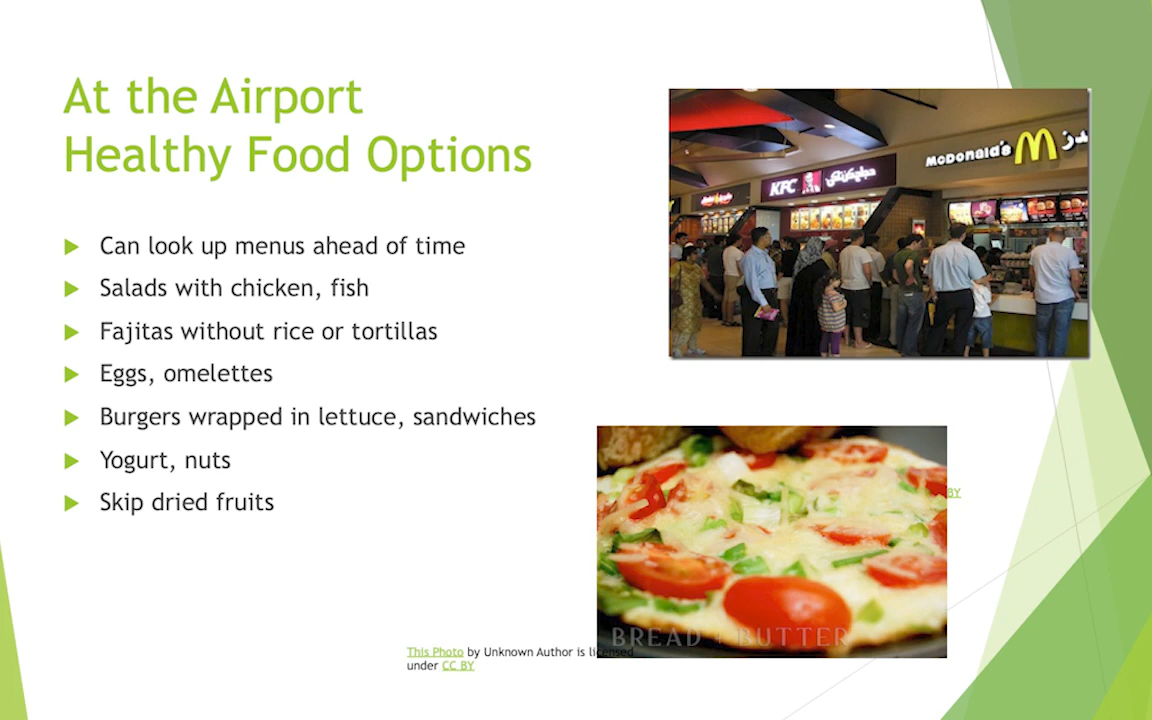 At the Airport
Healthy Food Options
Can look up menus ahead of time
Salads with chicken, fish
Fajitas without rice or tortillas
Eggs, omelettes
Burgers wrapped in lettuce, sandwiches
Yogurt, nuts
Skip dried fruits
KFC
McDonald's
BY
BREAD + BUTTER
This Photo by Unknown Author is licensed
under CC BY